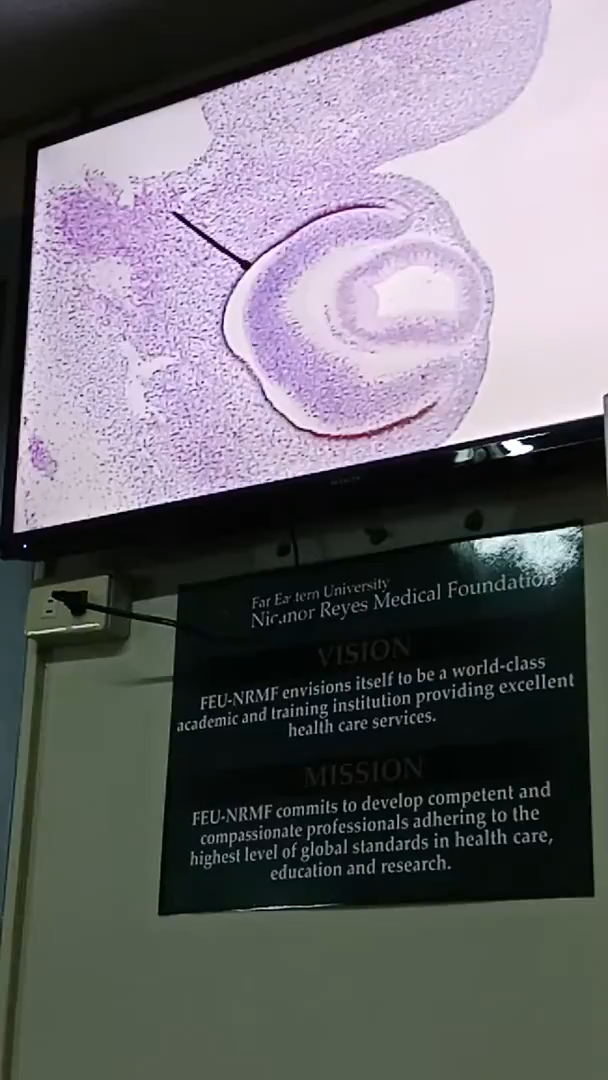 Far Eastern University
Nicanor Reyes Medical Foundation
VISION
FEU-NRMF envisions itself to be a world-class
academic and training institution providing excellent
health care services.
MISSION
FEU-NRMF commits to develop competent and
compassionate professionals adhering to the
highest level of global standards in health care,
education and research.